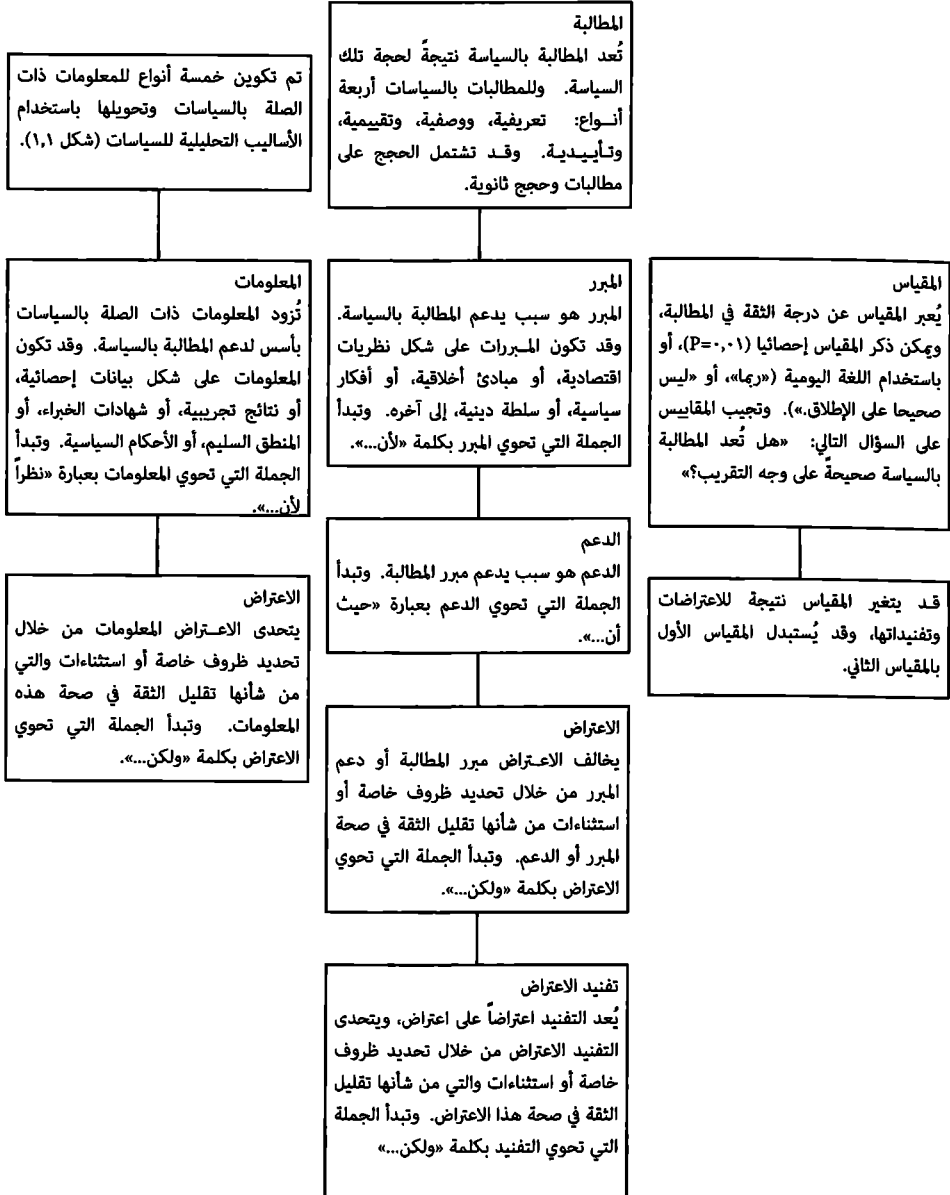 المطالبة
تُعد المطالبة بالسياسة نتيجةً لحجة تلك
السياسة. وللمطالبات بالسياسات أربعة
أنـــواع: تعريفية، ووصفية، وتقييمية،
وتـأيـيـديـة. وقـد تشتمل الحجج على
مطالبات وحجج ثانوية.
تم تكوين خمسة أنواع للمعلومات ذات
الصلة بالسياسات وتحويلها باستخدام
الأساليب التحليلية للسياسات (شكل ١,١).
المقياس
يُعبر المقياس عن درجة الثقة في المطالبة،
ويمكن ذكر المقياس إحصائيا (P=٠,٠١)، أو
باستخدام اللغة اليومية («ربما»، أو «ليس
صحيحا على الإطلاق.»). وتجيب المقاييس
على السؤال التالي: «هل تُعد المطالبة
بالسياسة صحيحةً على وجه التقريب؟»
قـد يتغير المقياس نتيجة للاعتراضات
وتفنيداتها، وقد يُستبدل المقياس الأول
بالمقياس الثاني.
المبرر
المبرر هو سبب يدعم المطالبة بالسياسة.
وقد تكون المـبررات على شكل نظريات
اقتصادية، أو مبادئ أخلاقية، أو أفكار
سياسية، أو سلطة دينية، إلى آخره. وتبدأ
الجملة التي تحوي المبرر بكلمة «لأن...».
الدعم
الدعم هو سبب يدعم مبرر المطالبة. وتبدأ
الجملة التي تحوي الدعم بعبارة «حيث
أن...».
الاعتراض
يخالف الاعـتراض مبرر المطالبة أو دعم
المبرر من خلال تحديد ظروف خاصة أو
استثناءات من شأنها تقليل الثقة في صحة
المبرر أو الدعم. وتبدأ الجملة التي تحوي
الاعتراض بكلمة «ولكن...».
تفنيد الاعتراض
يُعد التفنيد اعتراضاً على اعتراض، ويتحدى
التفنيد الاعتراض من خلال تحديد ظروف
خاصة أو استثناءات والتي من شأنها تقليل
الثقة في صحة هذا الاعتراض. وتبدأ الجملة
التي تحوي التفنيد بكلمة «ولكن...»
المعلومات
تُزود المعلومات ذات الصلة بالسياسات
بأسس لدعم المطالبة بالسياسة. وقد تكون
المعلومات على شكل بيانات إحصائية،
أو نتائج تجريبية، أو شهادات الخبراء، أو
المنطق السليم، أو الأحكام السياسية. وتبدأ
الجملة التي تحوي المعلومات بعبارة «نظراً
لأن...».
الاعتراض
يتحدى الاعـتراض المعلومات من خلال
تحديد ظروف خاصة أو استثناءات والتي
من شأنها تقليل الثقة في صحة هذه
المعلومات. وتبدأ الجملة التي تحوي
الاعتراض بكلمة «ولكن...».